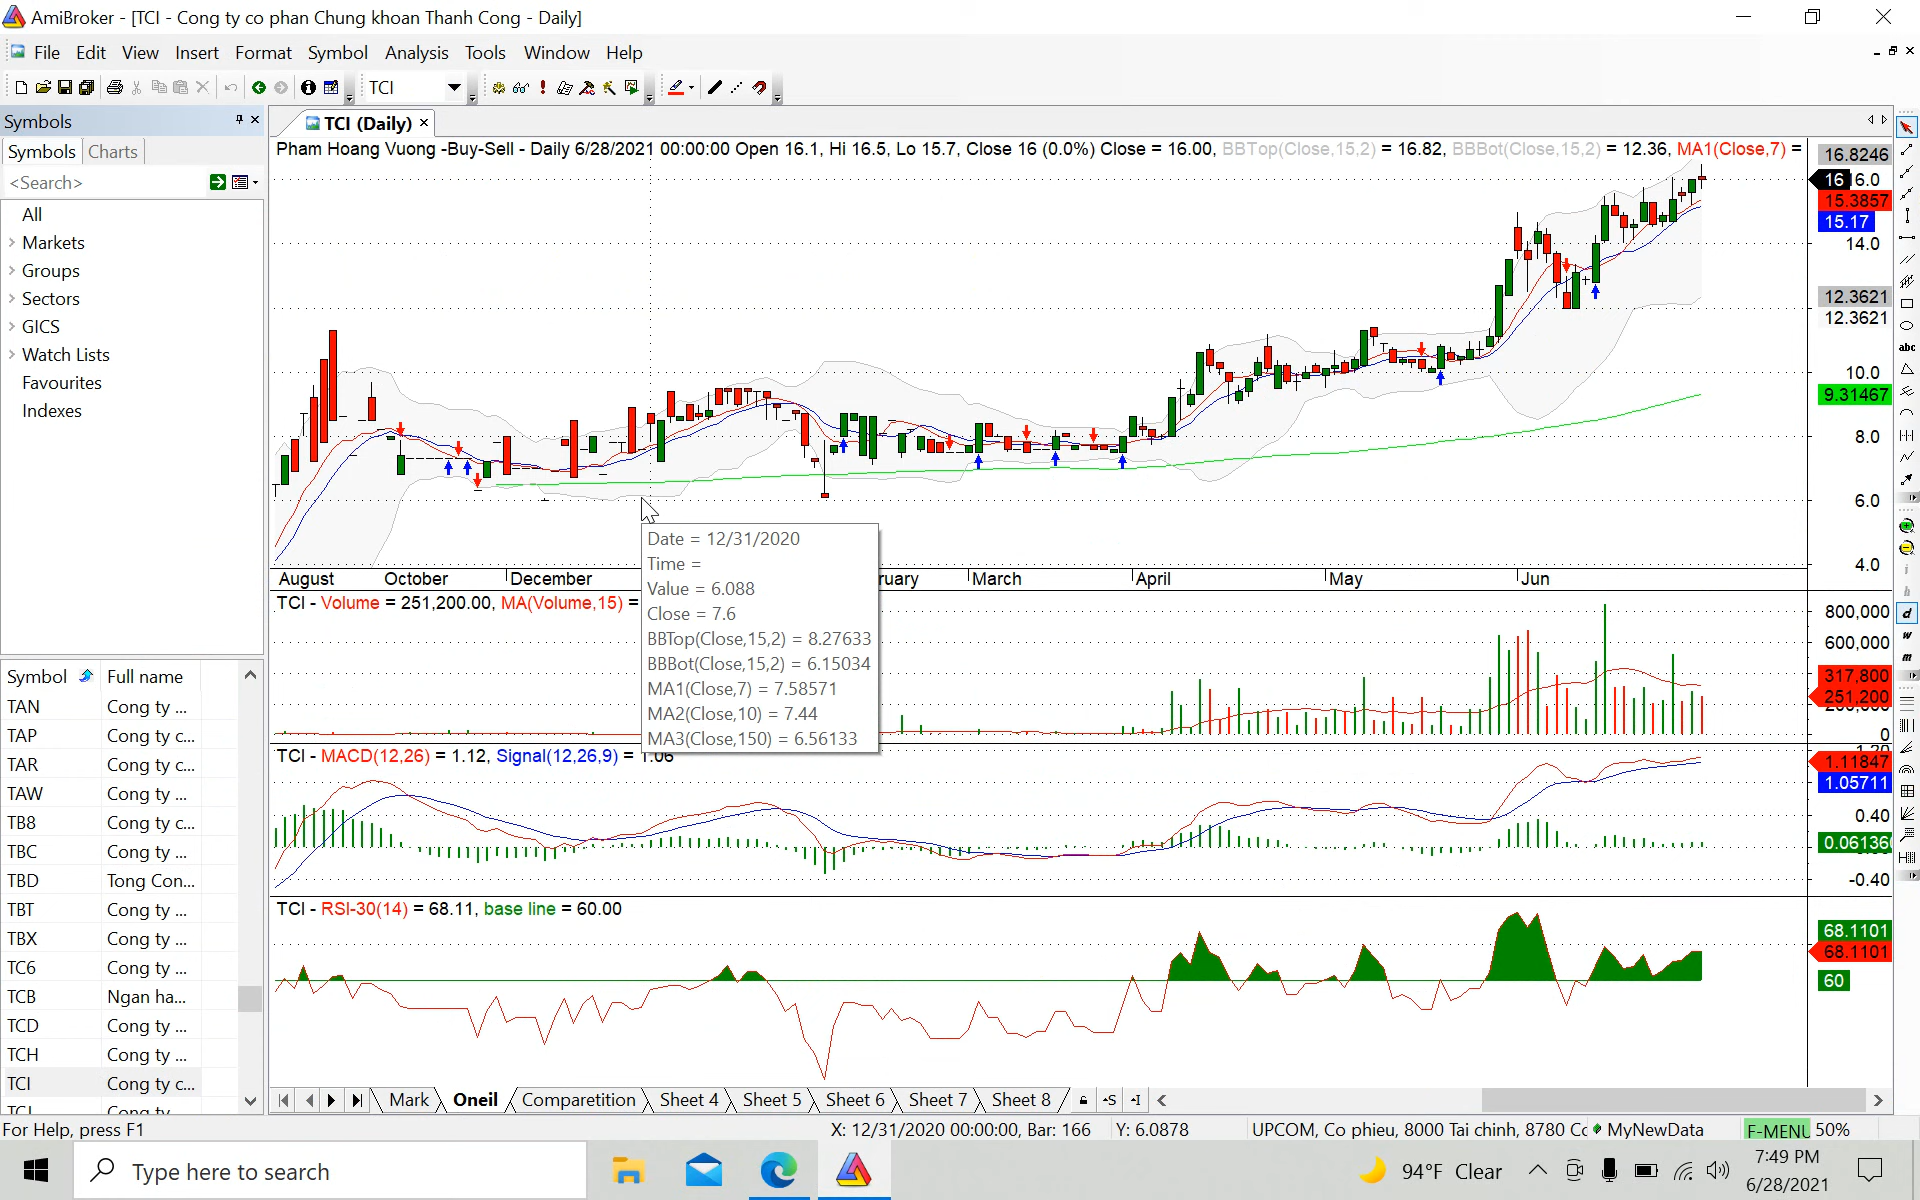 AmiBroker - [TCI - Cong ty co phan Chung khoan Thanh Cong - Daily]
File Edit View Insert Format Symbol Analysis Tools Window Help
TCI
Symbols
Symbols Charts
<Search>
All
Markets
Groups
Sectors
GICS
Watch Lists
Favourites
Indexes
Symbol Full name
TAN Cong ty ...
TAP Cong ty c...
TAR Cong ty c...
TAW Cong ty ...
TB8 Cong ty c...
TBC Cong ty ...
TBD Tong Con...
TBT Cong ty ...
TBX Cong ty ...
TC6 Cong ty ...
TCB Ngan ha...
TCD Cong ty ...
TCH Cong ty ...
TCI Cong ty c...
TCI (Daily)
Pham Hoang Vuong -Buy-Sell - Daily 6/28/2021 00:00:00 Open 16.1, Hi 16.5, Lo 15.7, Close 16 (0.0%) Close = 16.00, BBTop(Close,15,2) = 16.82, BBBot(Close,15,2) = 12.36, MA1(Close,7) =
16.8246
16 16.0
15.3857
15.17
14.0
12.3621
12.3621
10.0
9.31467
8.0
6.0
4.0
August October December ruary March April May Jun
Date = 12/31/2020
Time =
Value = 6.088
Close = 7.6
BBTop(Close,15,2) = 8.27633
BBBot(Close,15,2) = 6.15034
MA1(Close,7) = 7.58571
MA2(Close,10) = 7.44
MA3(Close,150) = 6.56133
TCI - Volume = 251,200.00, MA(Volume,15) =
800,000
600,000
317,800
251,200
0
TCI - MACD(12,26) = 1.12, Signal(12,26,9) = 1.06
1.11847
1.05711
0.40
0.06136
-0.40
TCI - RSI-30(14) = 68.11, base line = 60.00
68.1101
68.1101
60
Mark Oneil Comparetition Sheet 4 Sheet 5 Sheet 6 Sheet 7 Sheet 8
abc
d
w
m
For Help, press F1 X: 12/31/2020 00:00:00, Bar: 166 Y: 6.0878 UPCOM, Co phieu, 8000 Tai chinh, 8780 Cc MyNewData F-MENU 50%
Type here to search
94°F Clear
7:49 PM
6/28/2021